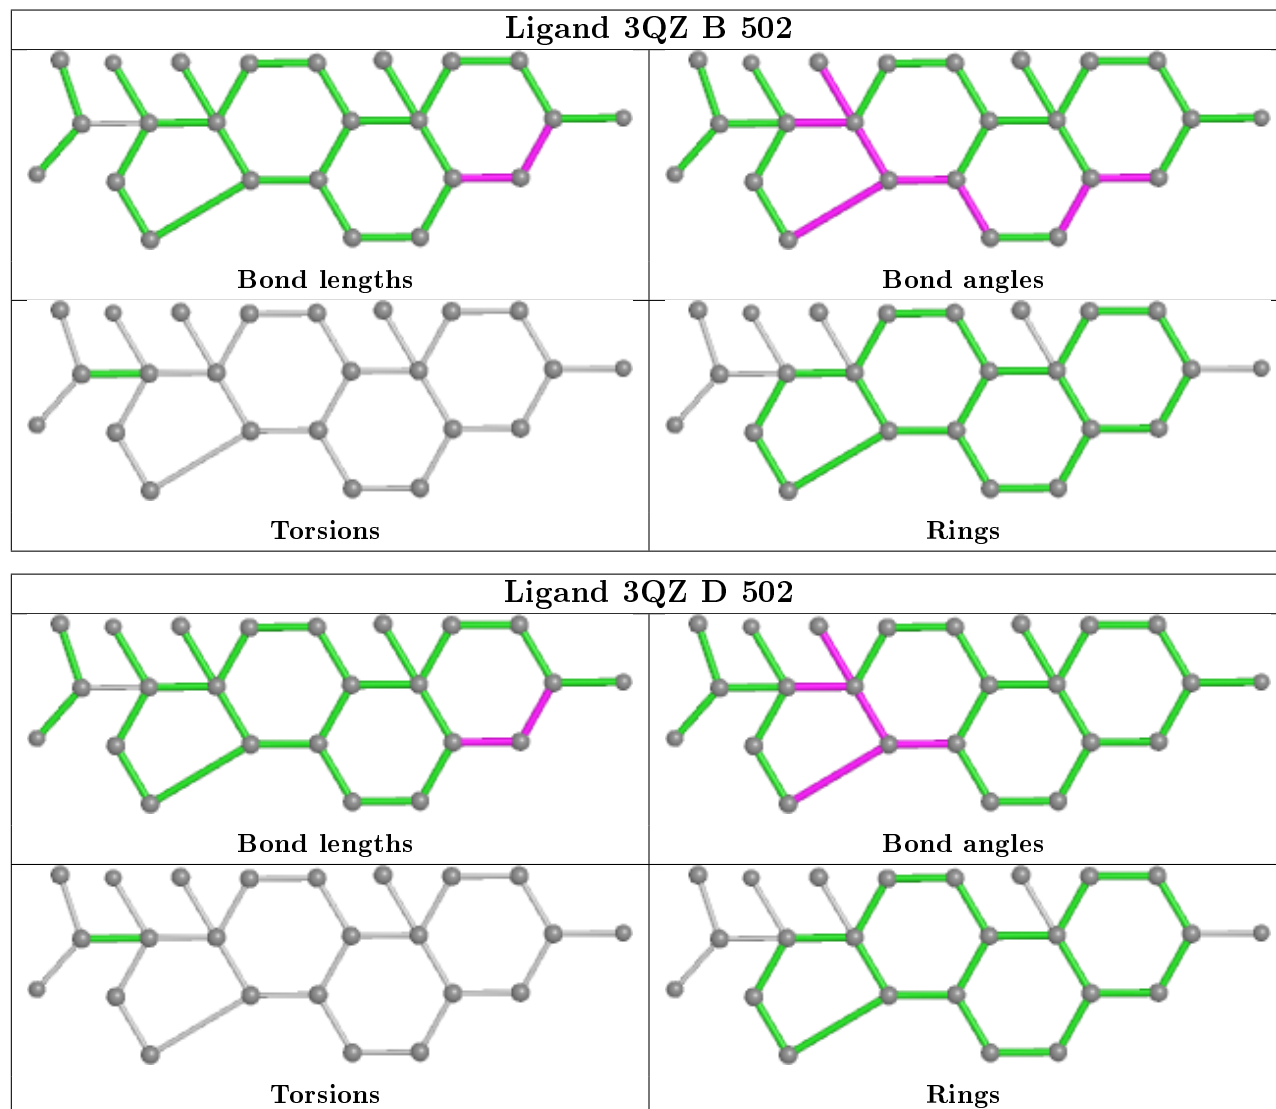 Ligand 3QZ B 502
Bond lengths
Bond angles
Torsions
Rings
Ligand 3QZ D 502
Bond lengths
Bond angles
Torsions
Rings